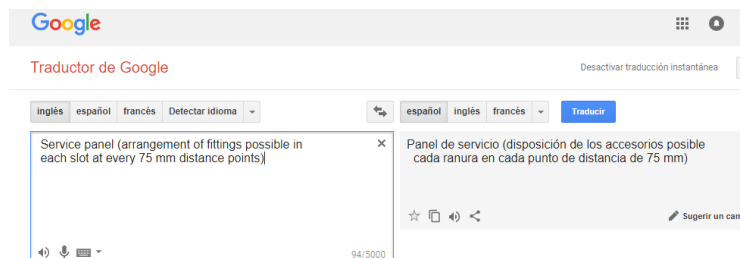 Google
Traductor de Google
Desactivar traducción instantánea
inglés español francés Detectar idioma
español inglés francés Traducir
Service panel (arrangement of fittings possible in
each slot at every 75 mm distance points)
Panel de servicio (disposición de los accesorios posible
cada ranura en cada punto de distancia de 75 mm)
Sugerir un cam
94/5000